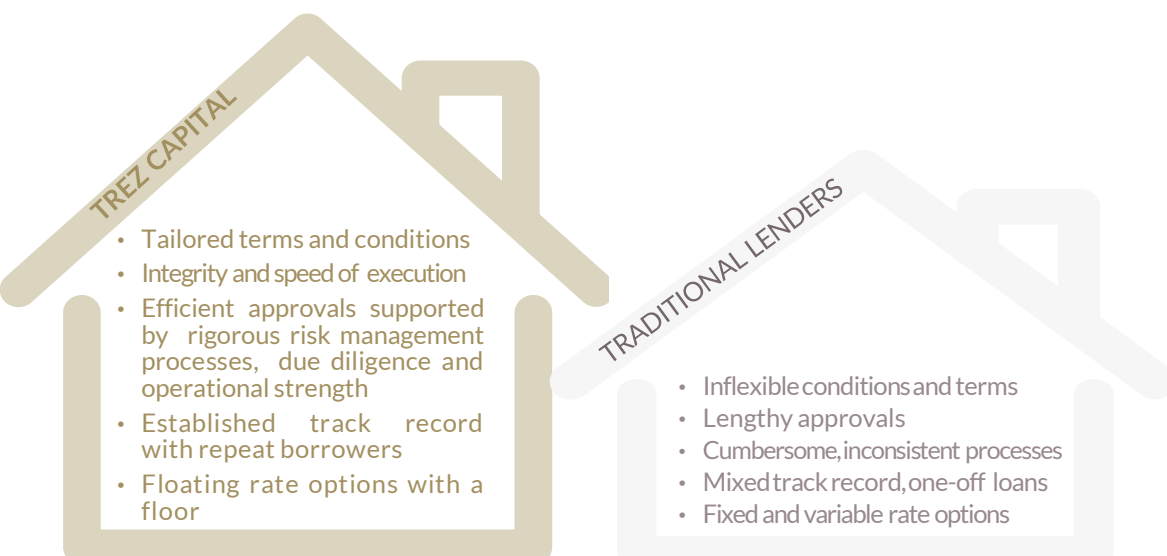 TREZ CAPITAL
• Tailored terms and conditions
• Integrity and speed of execution
• Efficient approvals supported
by rigorous risk management
processes, due diligence and
operational strength
• Established track record
with repeat borrowers
• Floating rate options with a
floor
TRADITIONAL LENDERS
• Inflexible conditions and terms
• Lengthy approvals
• Cumbersome, inconsistent processes
• Mixed track record, one-off loans
• Fixed and variable rate options